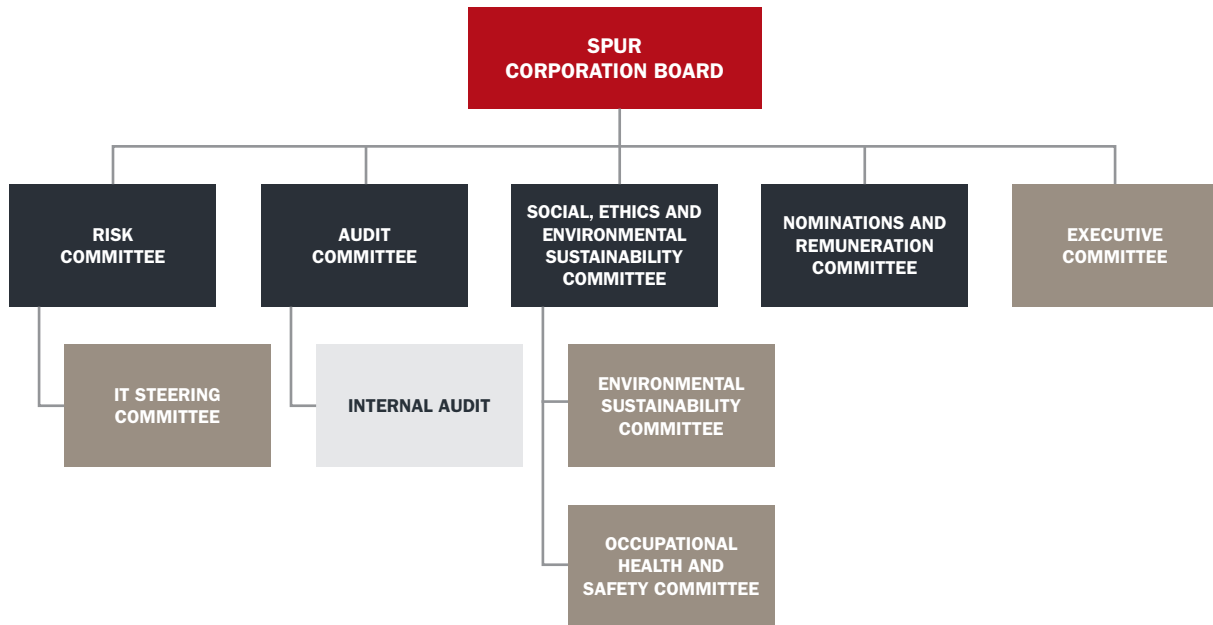 SPUR
CORPORATION BOARD
RISK
COMMITTEE
AUDIT
COMMITTEE
SOCIAL, ETHICS AND
ENVIRONMENTAL
SUSTAINABILITY
COMMITTEE
NOMINATIONS AND
REMUNERATION
COMMITTEE
EXECUTIVE
COMMITTEE
IT STEERING
COMMITTEE
INTERNAL AUDIT
ENVIRONMENTAL
SUSTAINABILITY
COMMITTEE
OCCUPATIONAL
HEALTH AND
SAFETY COMMITTEE